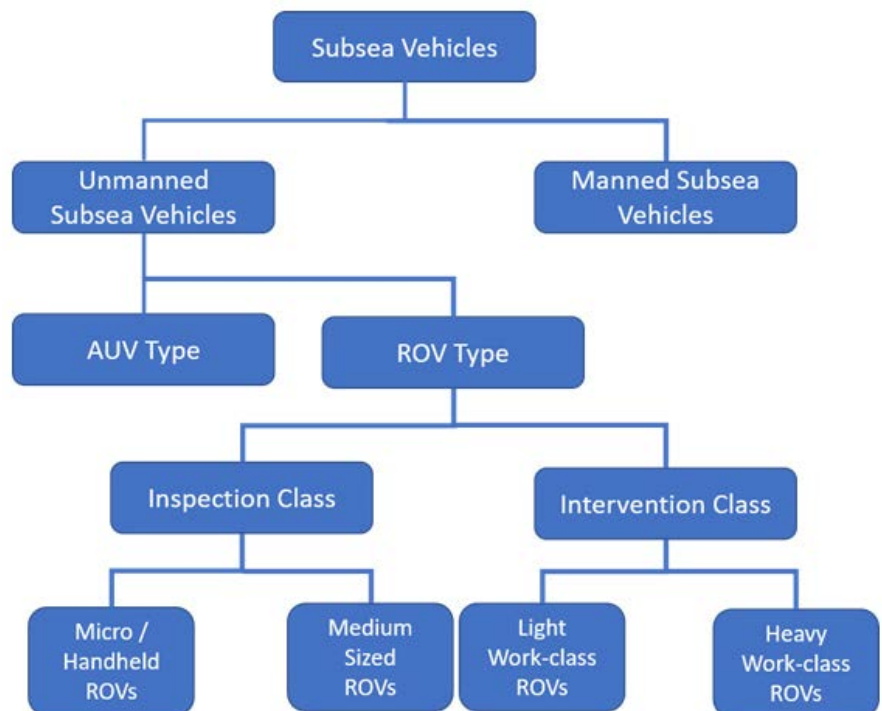 Subsea Vehicles
Unmanned
Subsea Vehicles
Manned Subsea
Vehicles
AUV Type
ROV Type
Inspection Class
Intervention Class
Micro /
Handheld
ROVs
Medium
Sized
ROVs
Light
Work-class
ROVs
Heavy
Work-class
ROVs